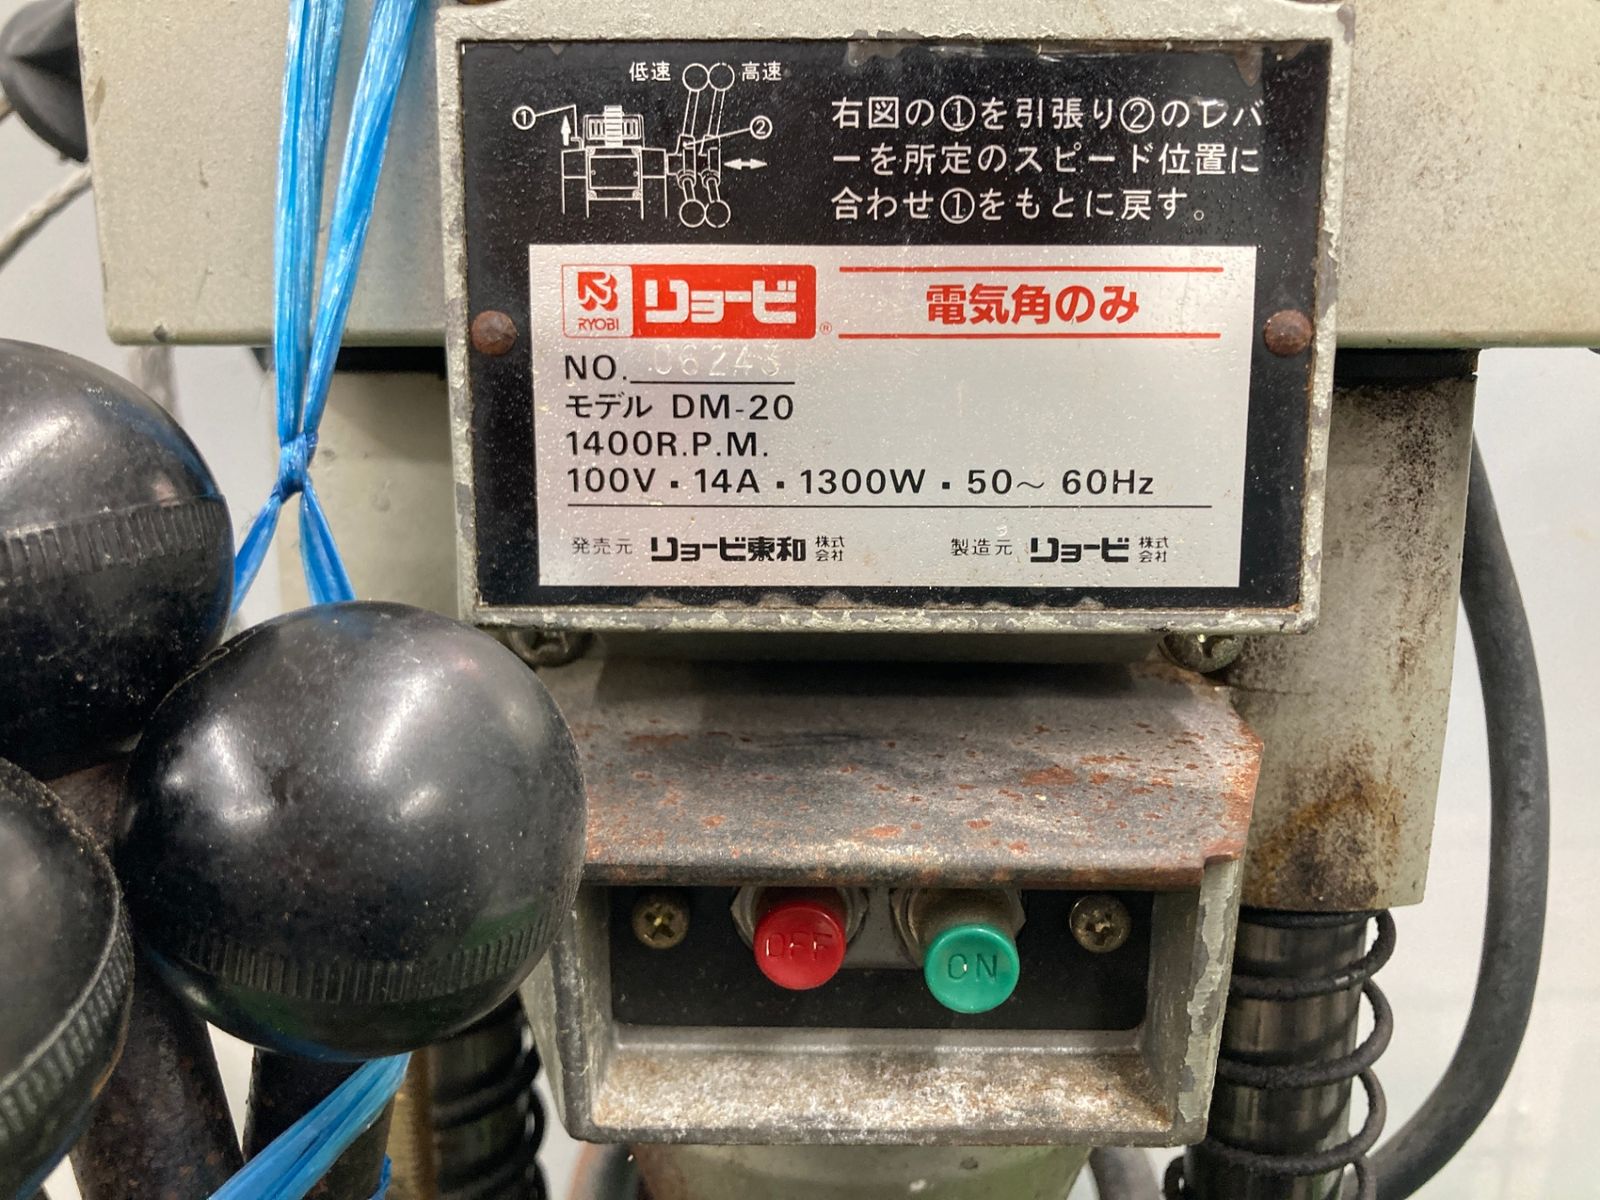 低速 高速
① ②
右図の①を引張り②のレバ
ーを所定のスピード位置に
合わせ①をもとに戻す。
RYOBI リョービ® 電気角のみ
NO. 06243
モデル DM-20
1400R.P.M.
100V・14A・1300W・50～60Hz
発売元 リョービ東和 株式会社 製造元 リョービ 株式会社
OFF ON